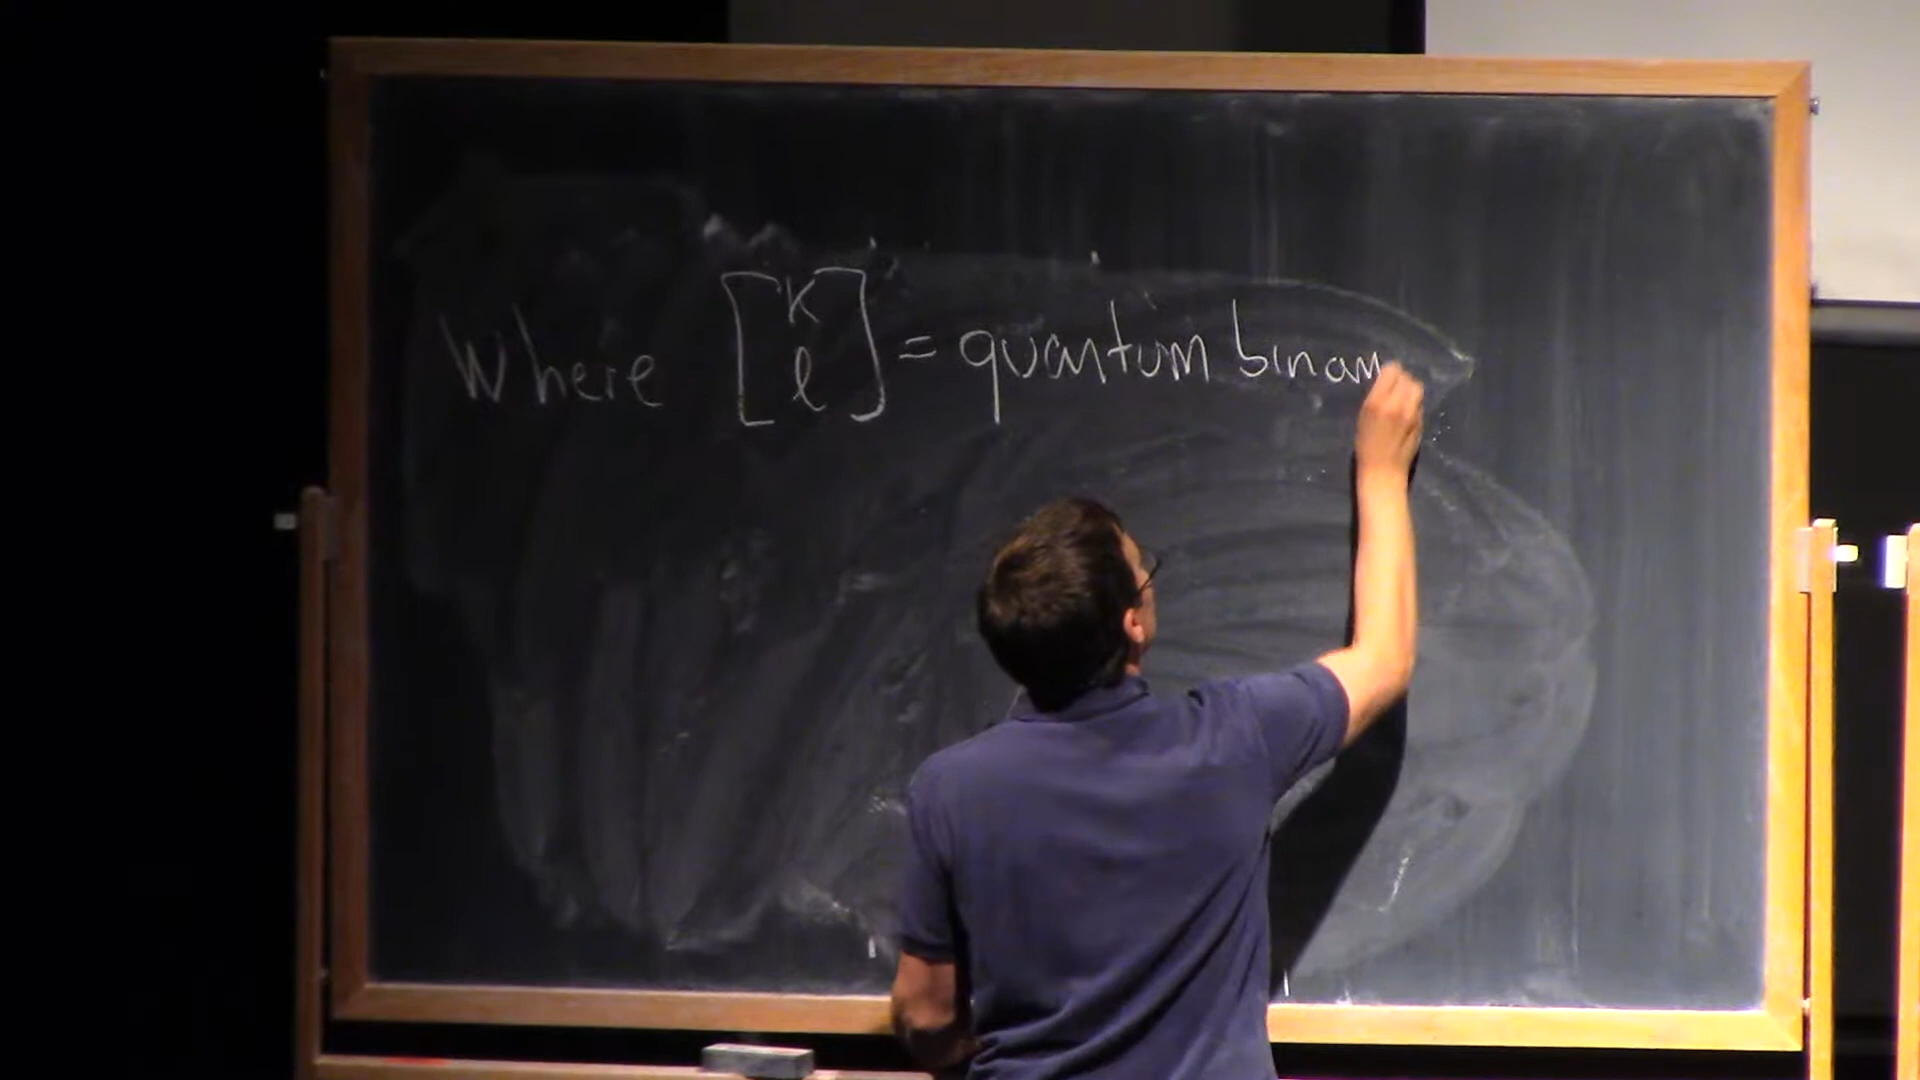 Where [K ℓ] = quantum binom